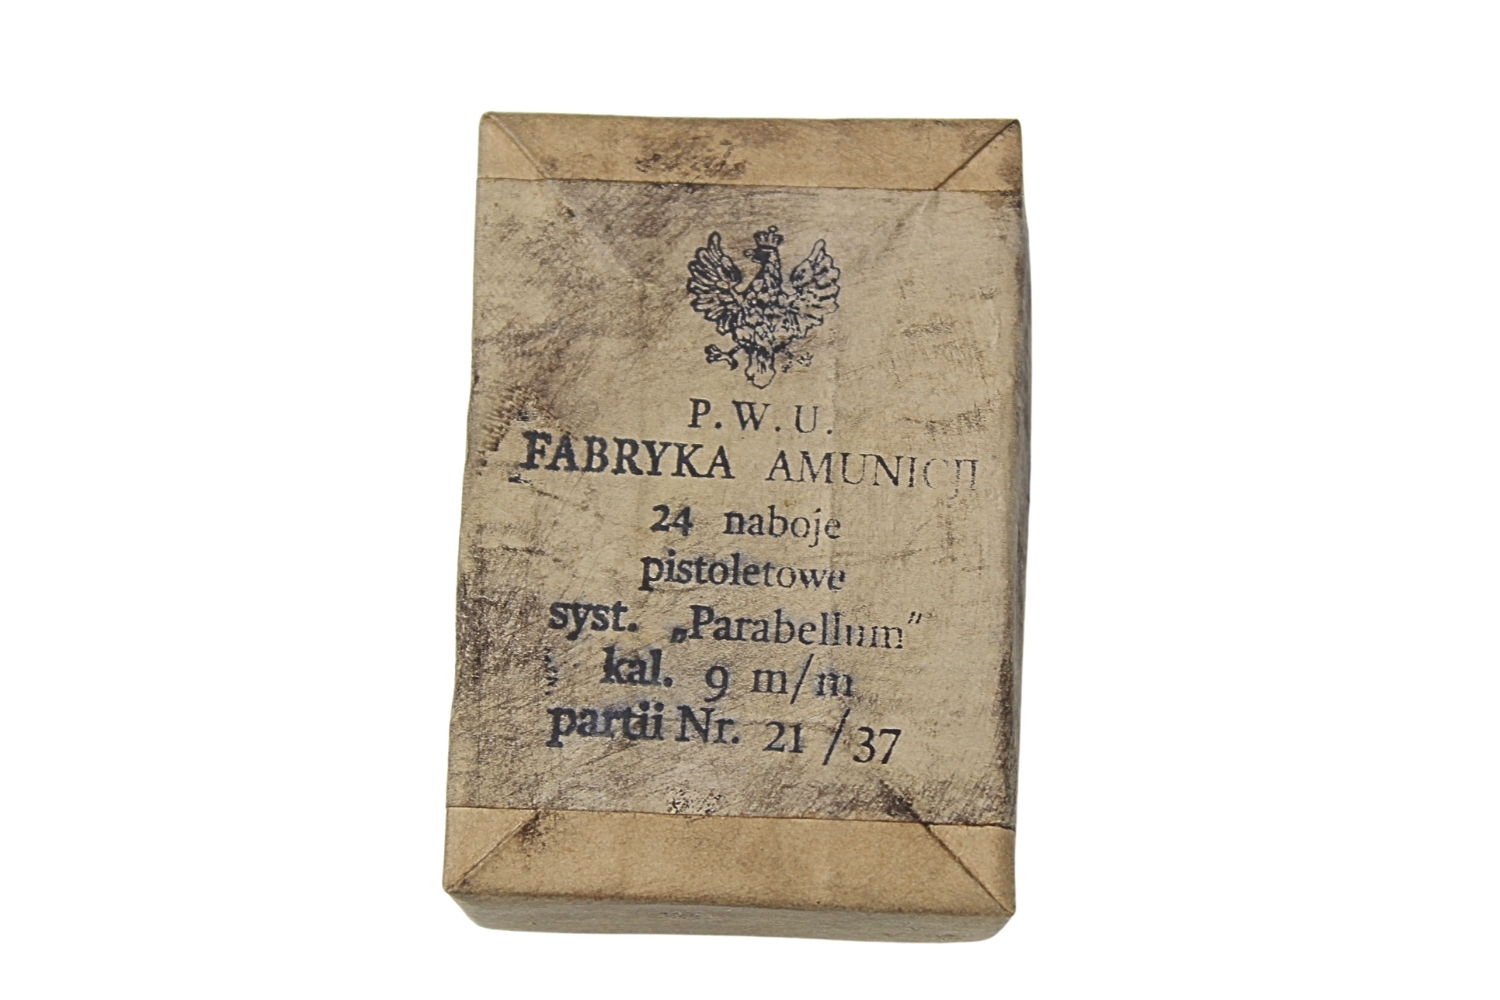 P. W. U.
FABRYKA AMUNICJI
24 naboje
pistoletowe
syst. „Parabellum”
kal. 9 m/m
partii Nr. 21 / 37